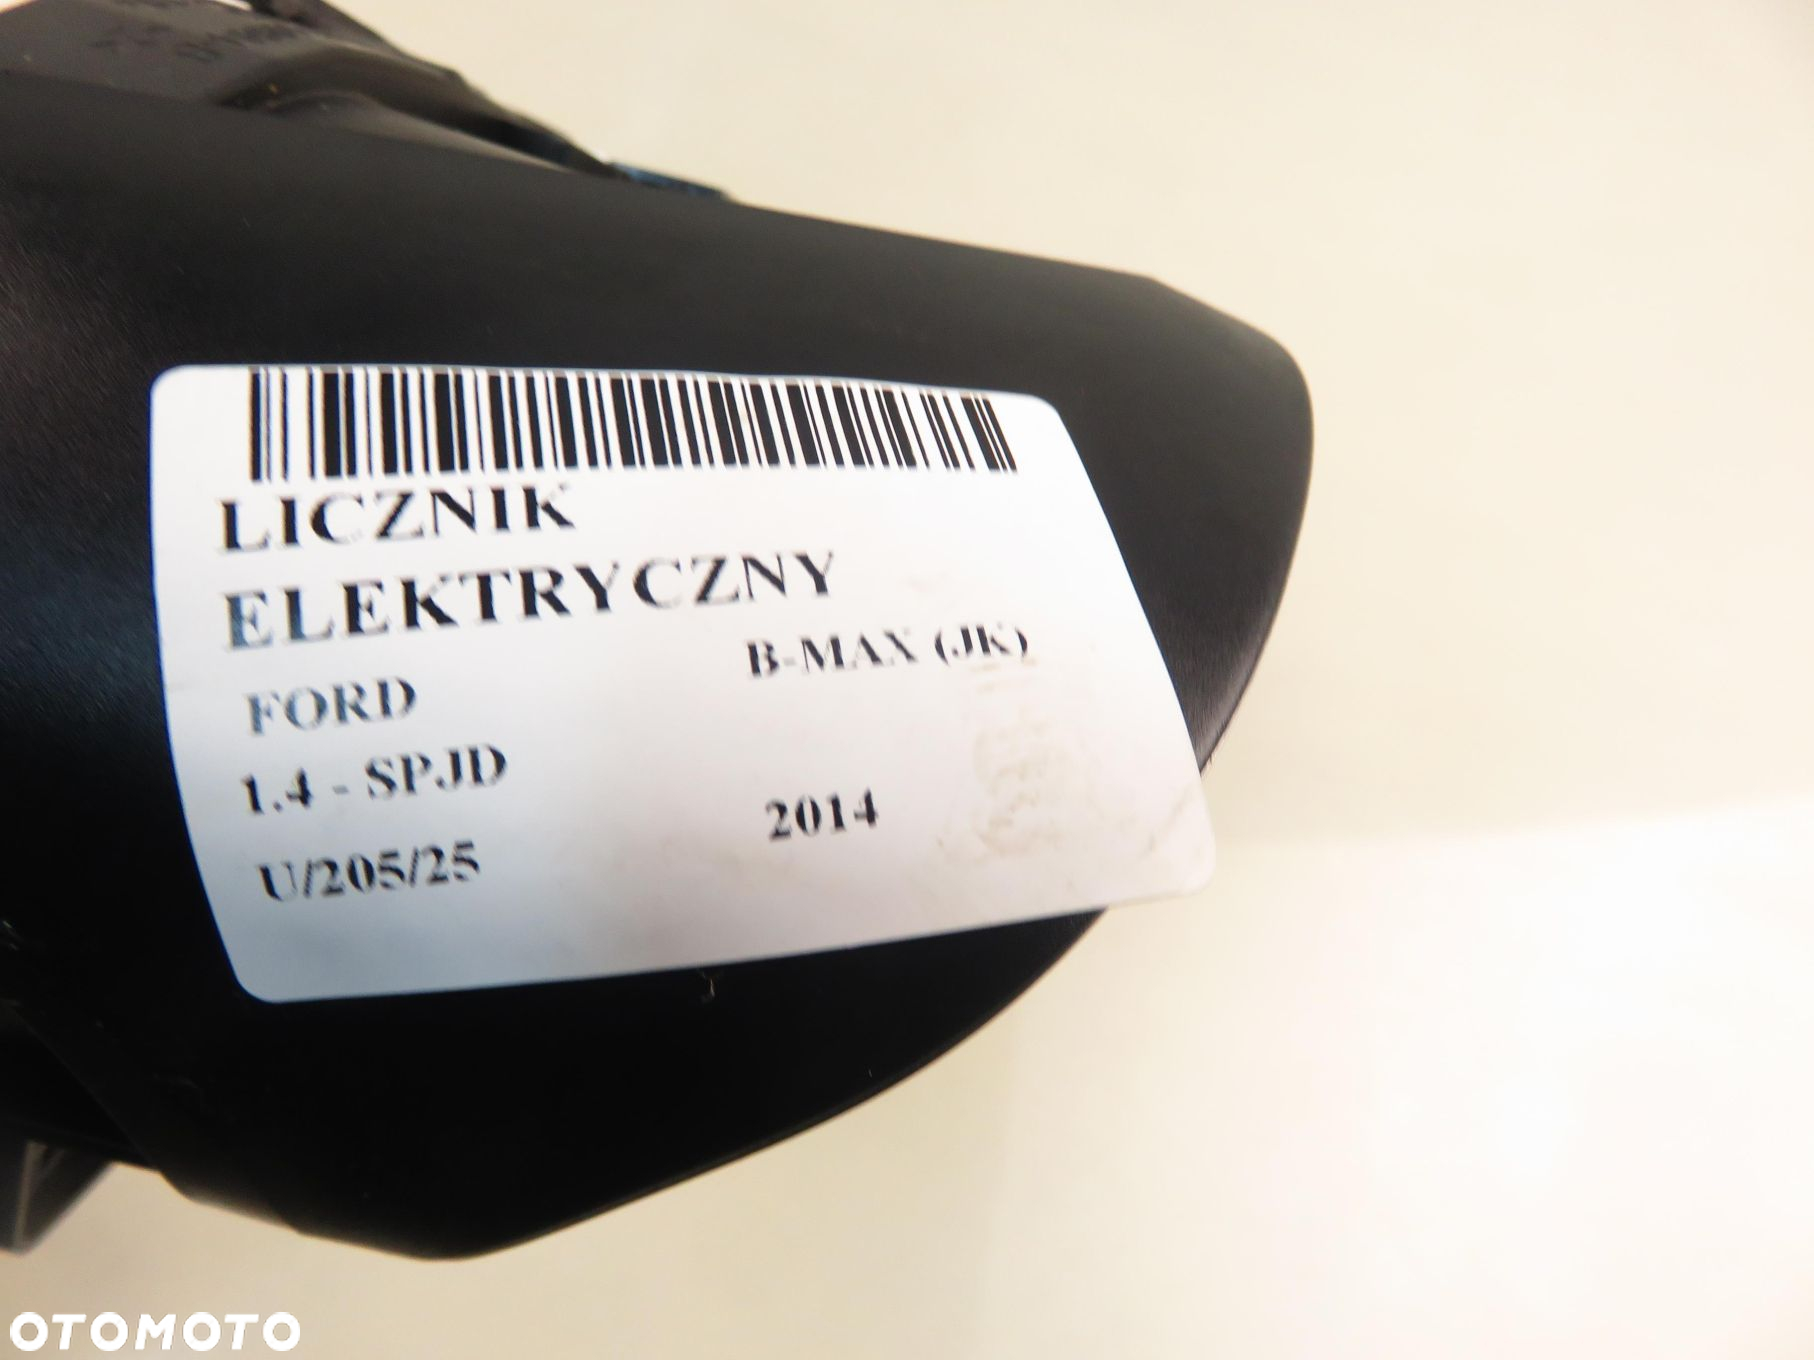 LICZNIK
ELEKTRYCZNY
FORD B-MAX (JK)
1.4 - SPJD
U/205/25 2014
OTOMOTO